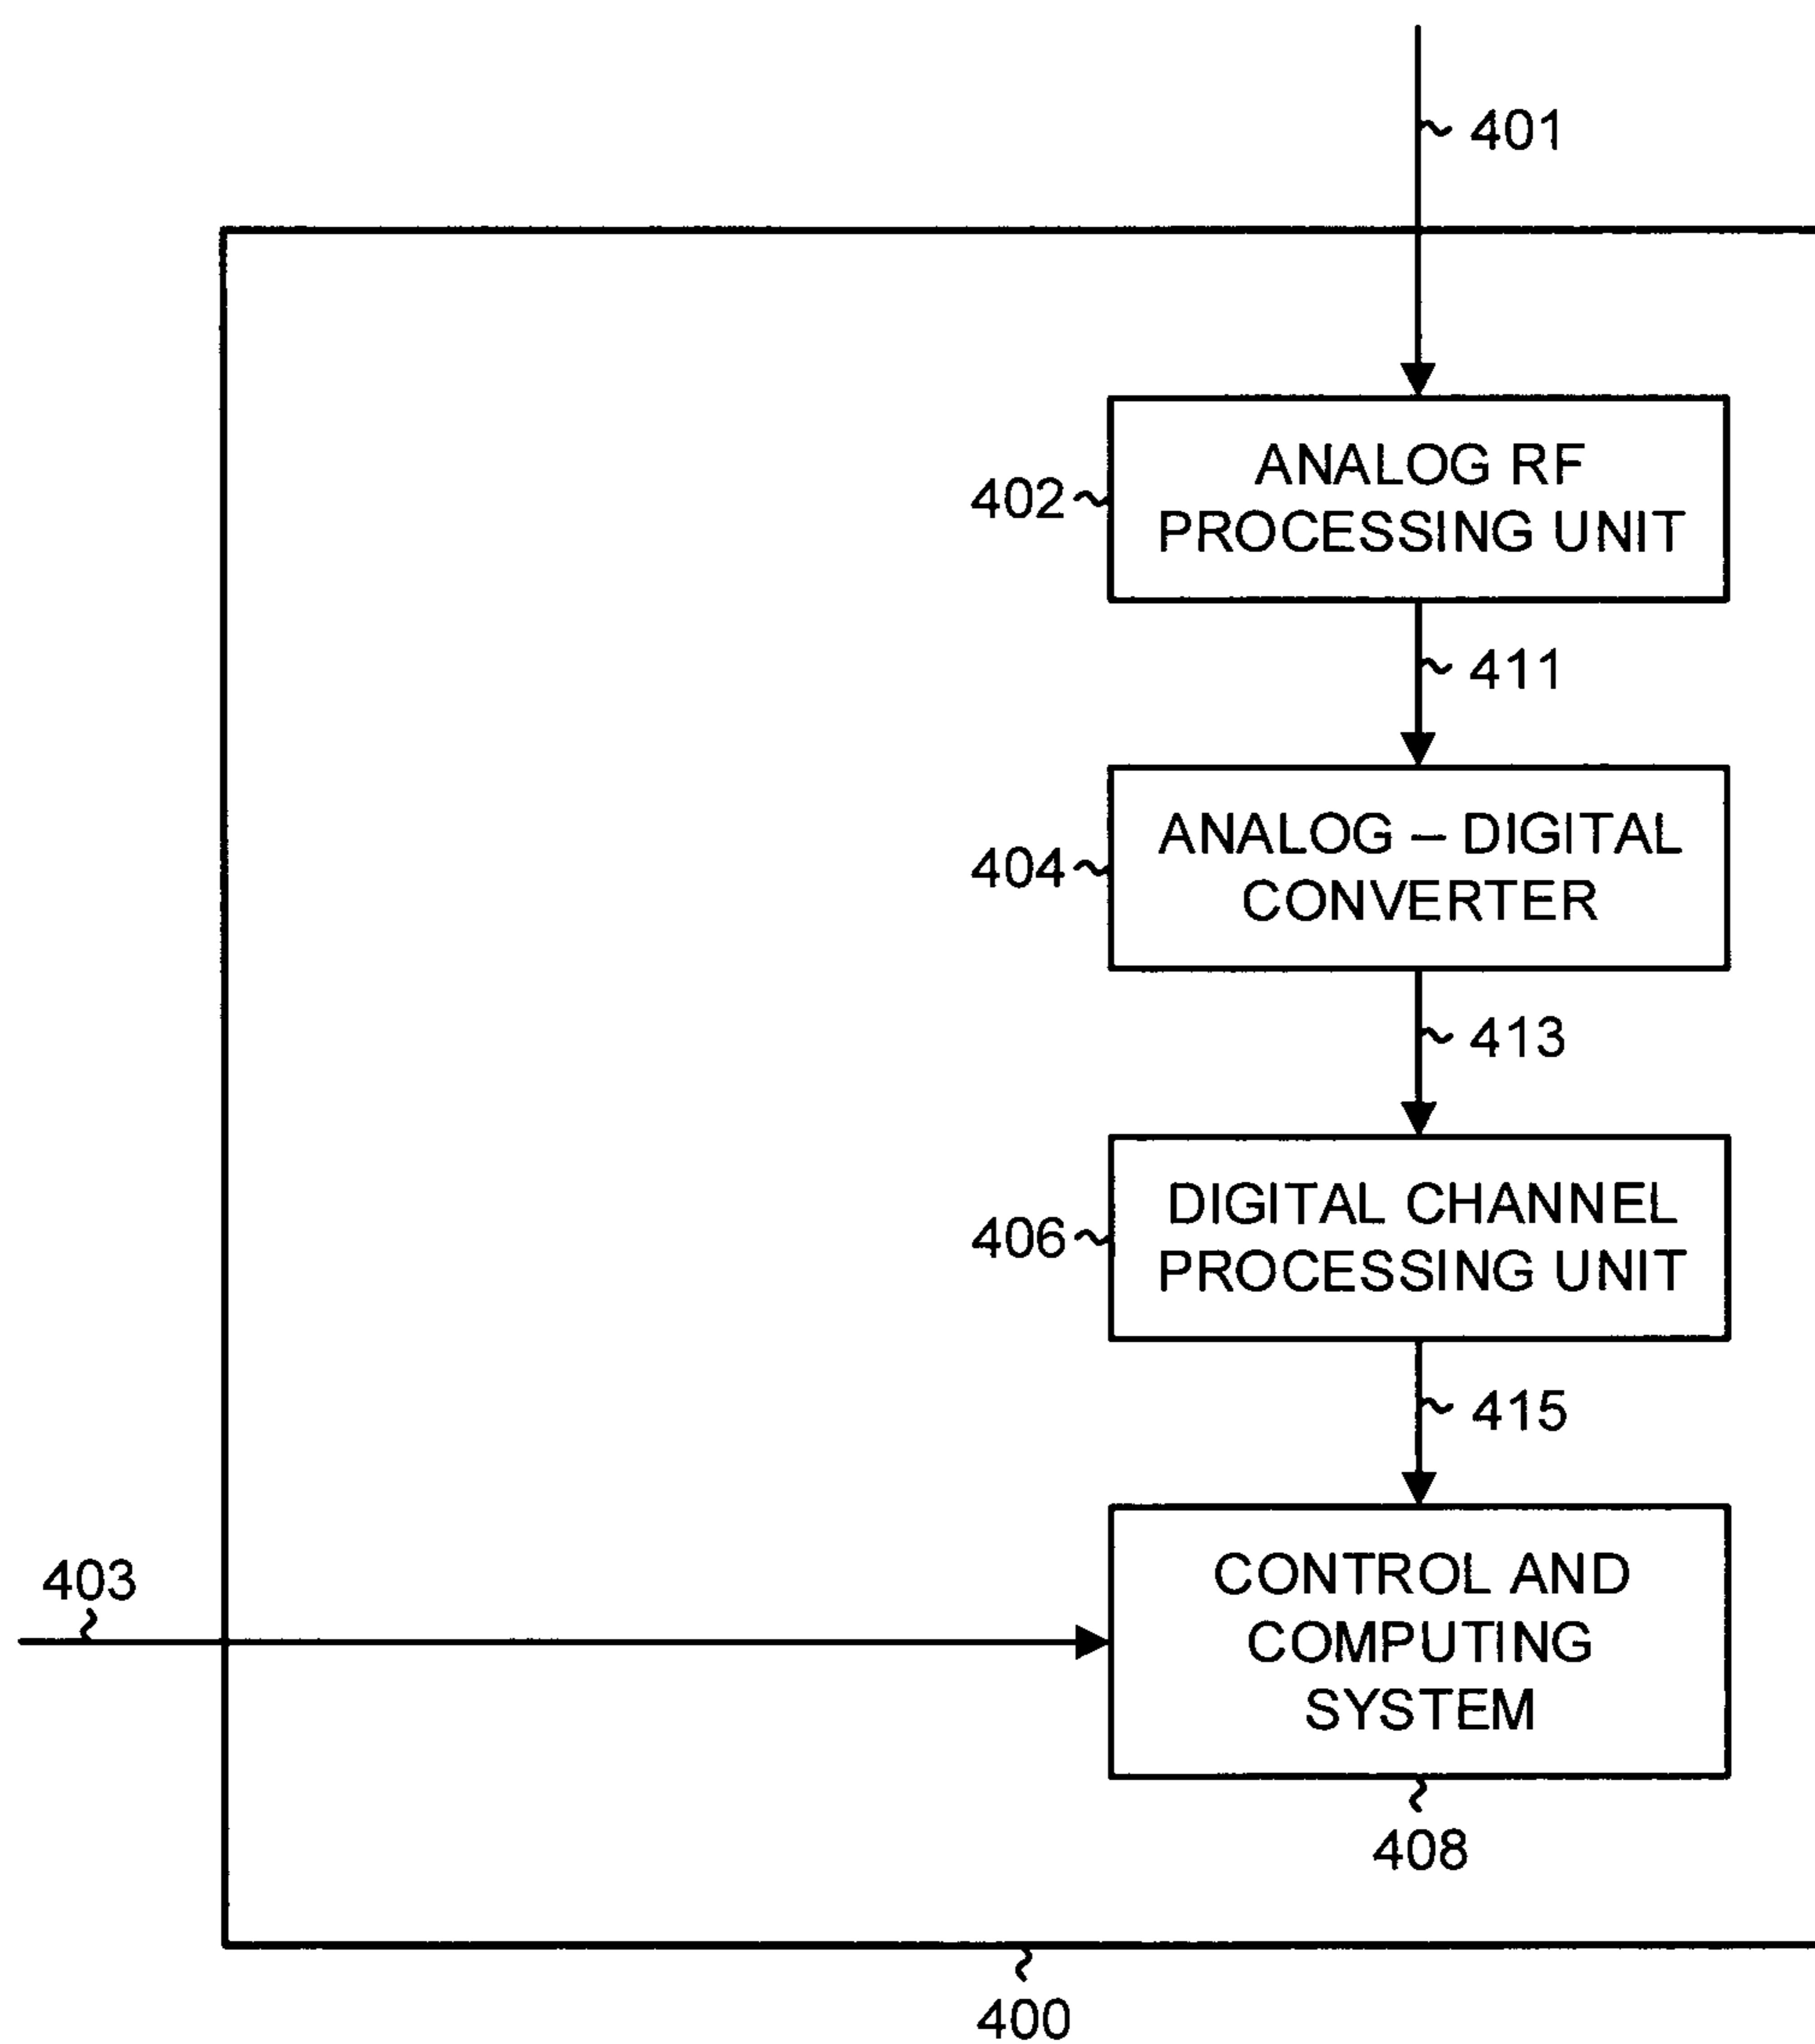 401
ANALOG RF
402
PROCESSING UNIT
411
ANALOG – DIGITAL
404
CONVERTER
413
DIGITAL CHANNEL
406
PROCESSING UNIT
415
403
CONTROL AND
COMPUTING
SYSTEM
408
400